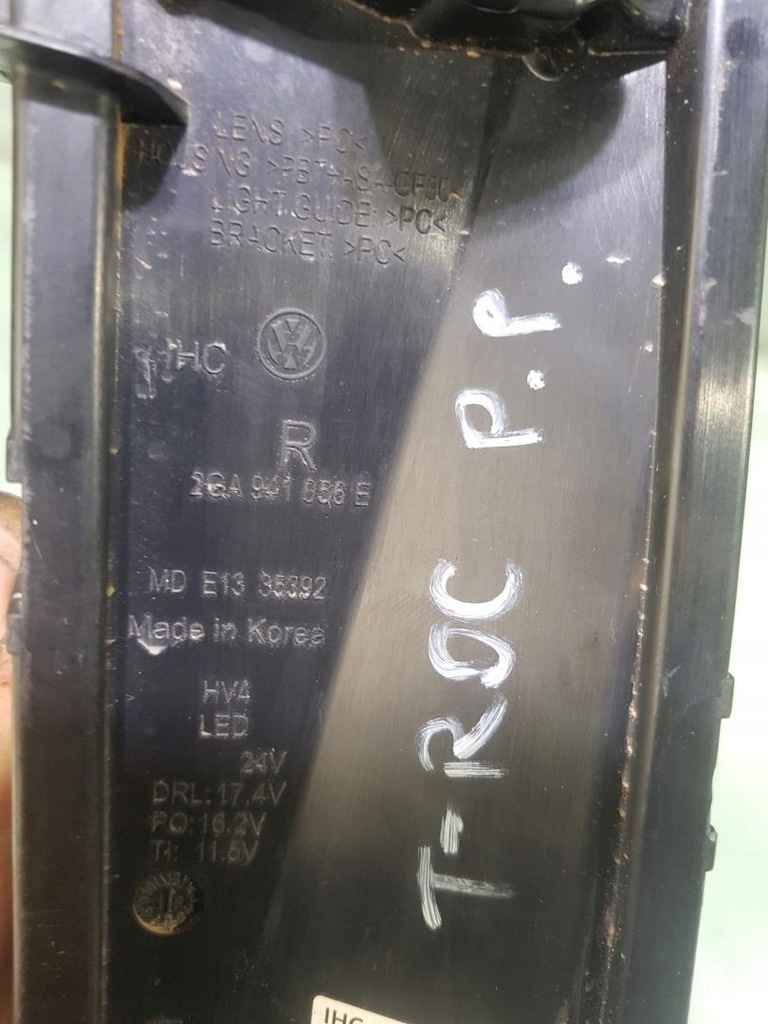 LENS >PC<
HOUSING >PBT+ASA-GF30<
LIGHT GUIDE: >PC<
BRACKET: >PC<
IHC
R
2GA 941 056 E
MD E13 35392
Made in Korea
HV4
LED
24V
DRL: 17.4V
PO: 16.2V
TI: 11.5V
T-ROC P.P.